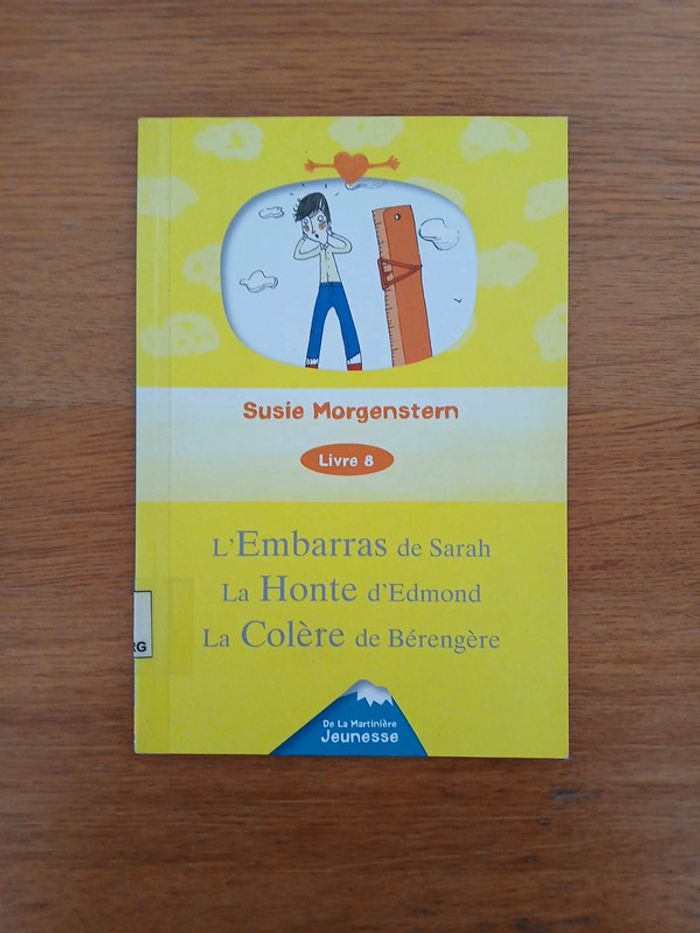 Susie Morgenstern
Livre 8
L'Embarras de Sarah
La Honte d'Edmond
La Colère de Bérengère
RG
De La Martinière
Jeunesse